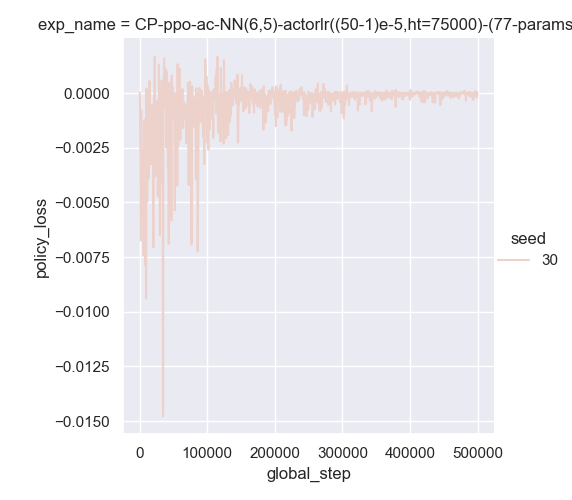 exp_name = CP-ppo-ac-NN(6,5)-actorlr((50-1)e-5,ht=75000)-(77-params
0.0000
−0.0025
−0.0050
−0.0075
−0.0100
−0.0125
−0.0150
policy_loss
0 100000 200000 300000 400000 500000
global_step
seed
30